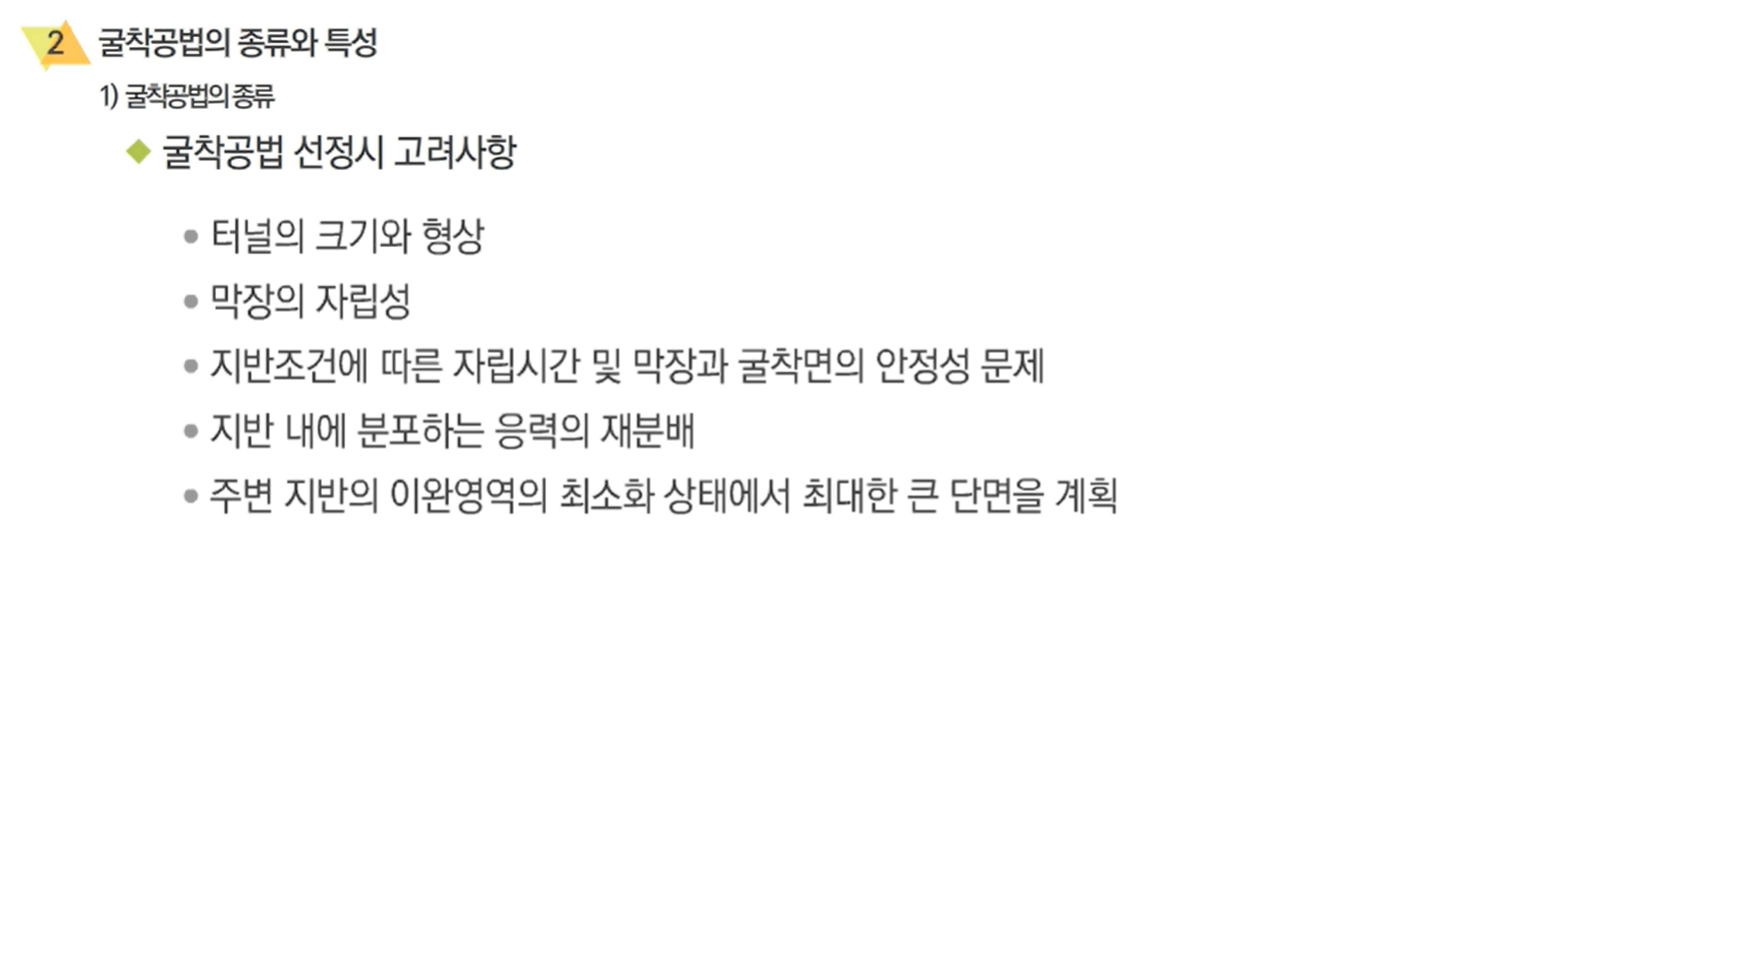 2 굴착공법의 종류와 특성
1) 굴착공법의 종류
굴착공법 선정시 고려사항
터널의 크기와 형상
막장의 자립성
지반조건에 따른 자립시간 및 막장과 굴착면의 안정성 문제
지반 내에 분포하는 응력의 재분배
주변 지반의 이완영역의 최소화 상태에서 최대한 큰 단면을 계획